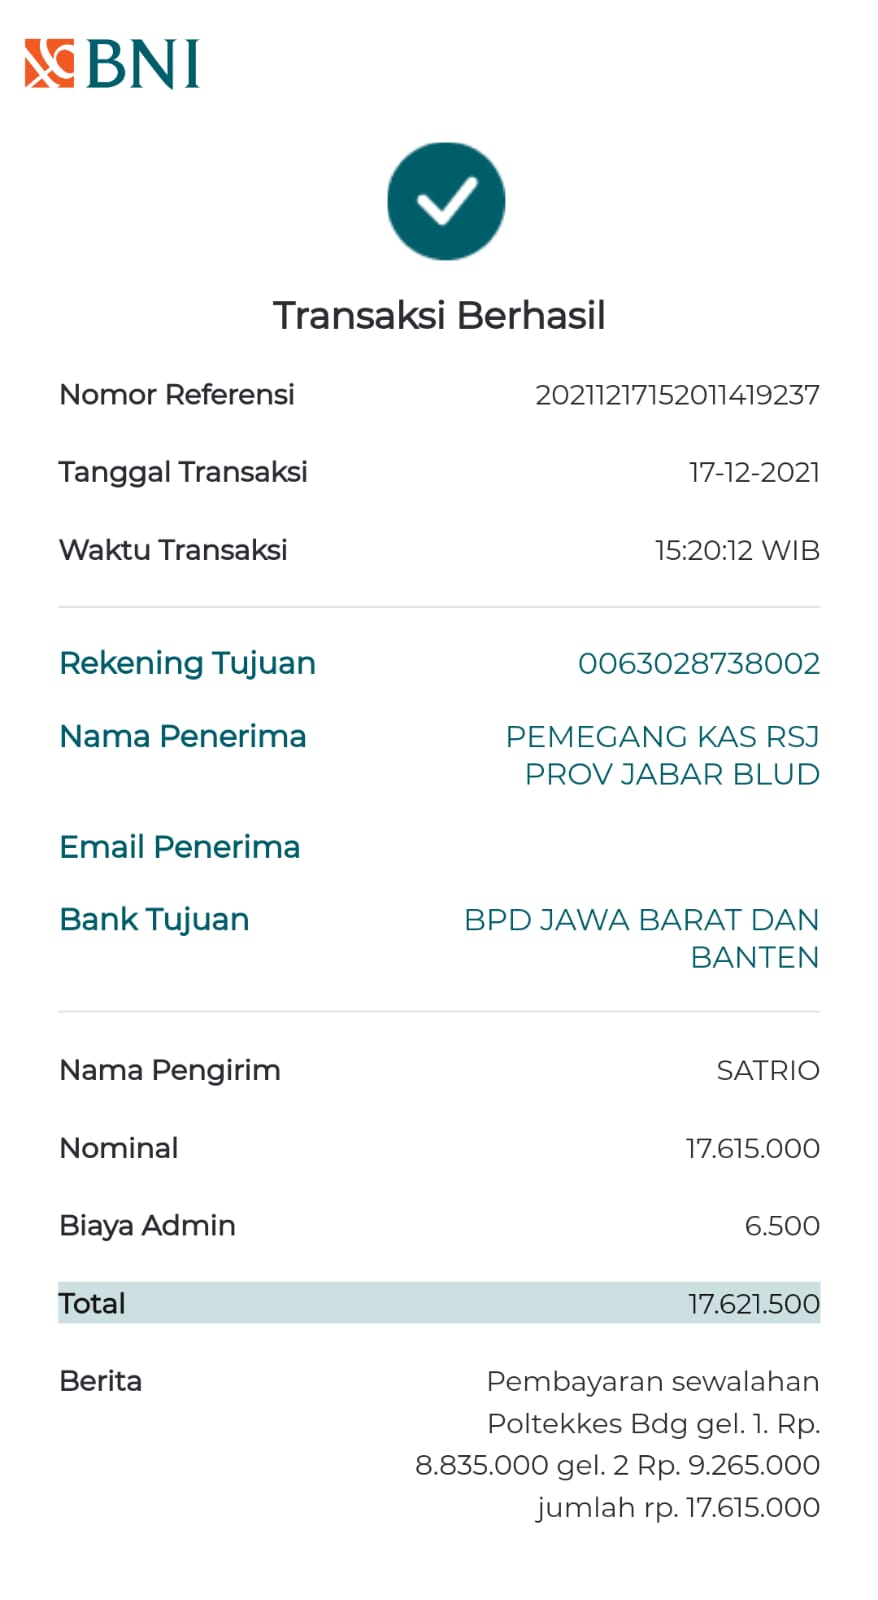 BNI
Transaksi Berhasil
Nomor Referensi 20211217152011419237
Tanggal Transaksi 17-12-2021
Waktu Transaksi 15:20:12 WIB
Rekening Tujuan 0063028738002
Nama Penerima PEMEGANG KAS RSJ
PROV JABAR BLUD
Email Penerima
Bank Tujuan BPD JAWA BARAT DAN
BANTEN
Nama Pengirim SATRIO
Nominal 17.615.000
Biaya Admin 6.500
Total 17.621.500
Berita Pembayaran sewalahan
Poltekkes Bdg gel. 1. Rp.
8.835.000 gel. 2 Rp. 9.265.000
jumlah rp. 17.615.000